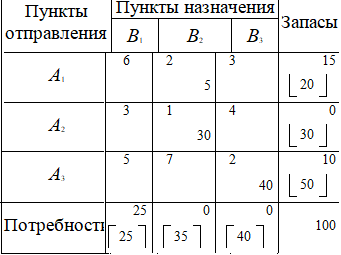 Пункты отправления Пункты назначения Запасы
B₁ B₂ B₃
A₁ 6 2 5 3 15 20
A₂ 3 1 30 4 0 30
A₃ 5 7 2 40 10 50
Потребности 25 25 0 35 0 40 100